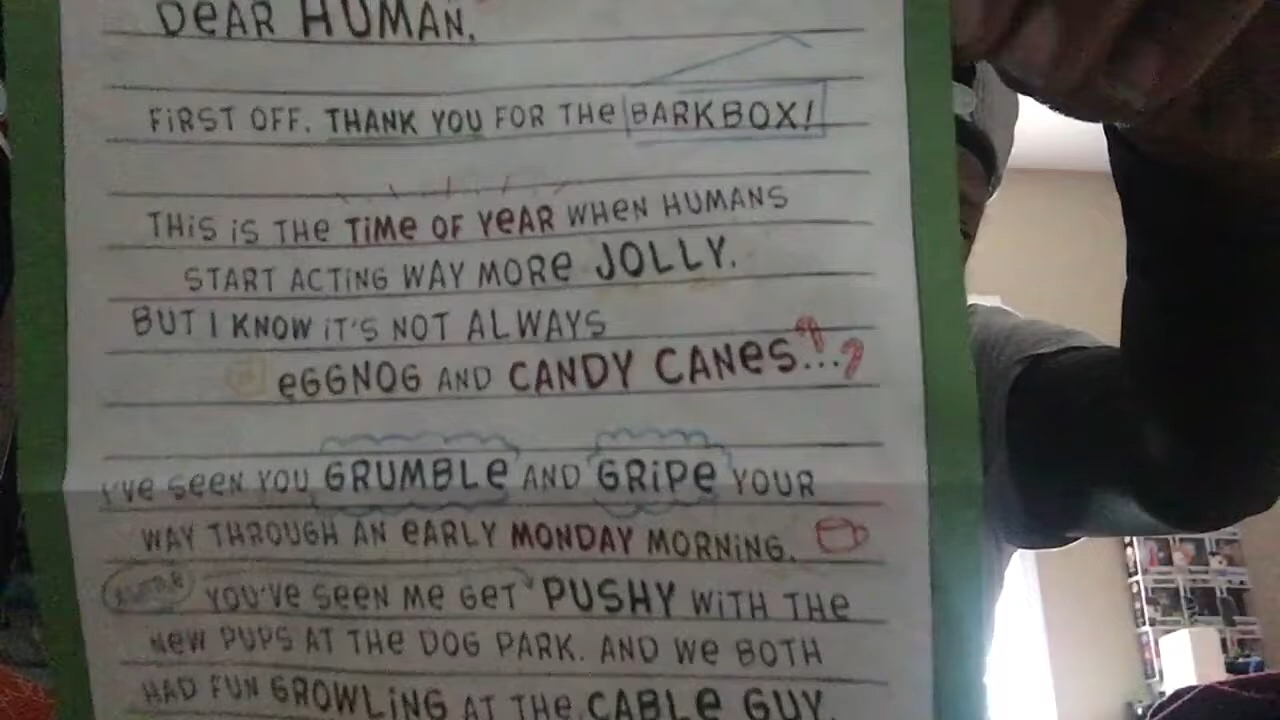 DeAR HUMAN,
FiRST OFF, THANK YOU FOR THe BARKBOX!
THiS iS THe TiMe OF YeAR WHeN HUMANS
START ACTiNG WAY MORe JOLLY.
BUT I KNOW iT'S NOT ALWAYS
eGGNOG AND CANDY CANeS...
I'Ve SeeN YOU GRUMBLe AND GRiPe YOUR
WAY THROUGH AN eARLY MONDAY MORNiNG.
YOU'Ve SeeN Me GeT PUSHY WiTH THe
NeW PUPS AT THe DOG PARK. AND We BOTH
HAD FUN GROWLiNG AT THe CABLe GUY.